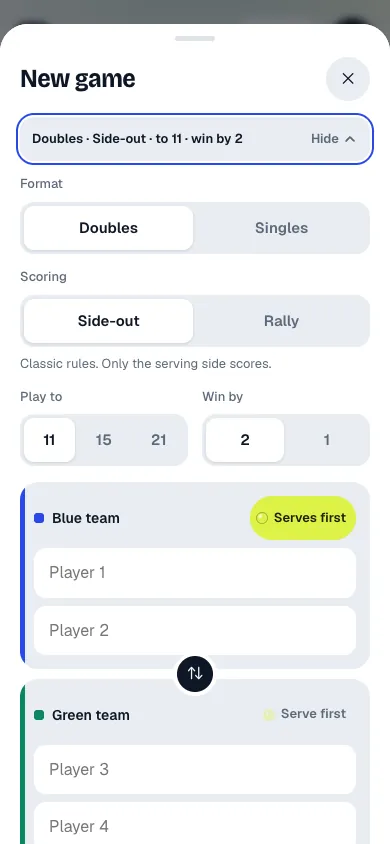 New game
Doubles · Side-out · to 11 · win by 2 Hide
Format
Doubles Singles
Scoring
Side-out Rally
Classic rules. Only the serving side scores.
Play to Win by
11 15 21 2 1
Blue team Serves first
Player 1
Player 2
Green team Serve first
Player 3
Player 4